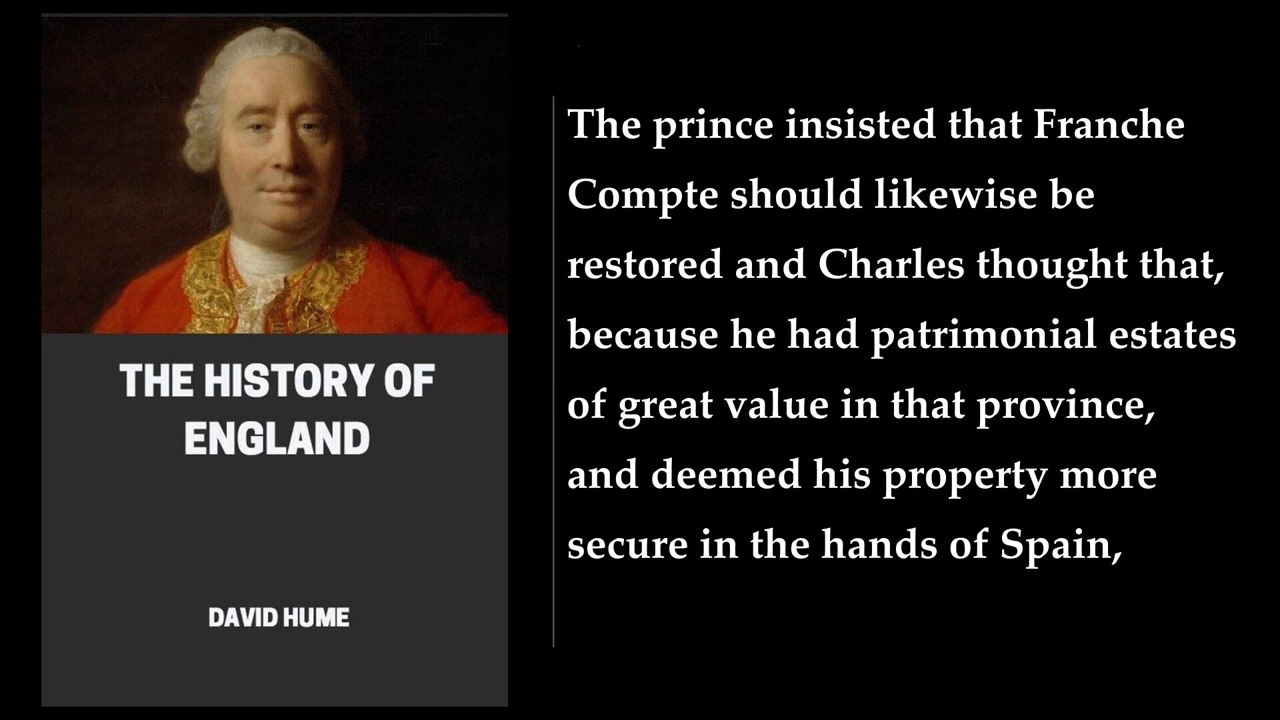 THE HISTORY OF
ENGLAND
DAVID HUME
The prince insisted that Franche
Compte should likewise be
restored and Charles thought that,
because he had patrimonial estates
of great value in that province,
and deemed his property more
secure in the hands of Spain,